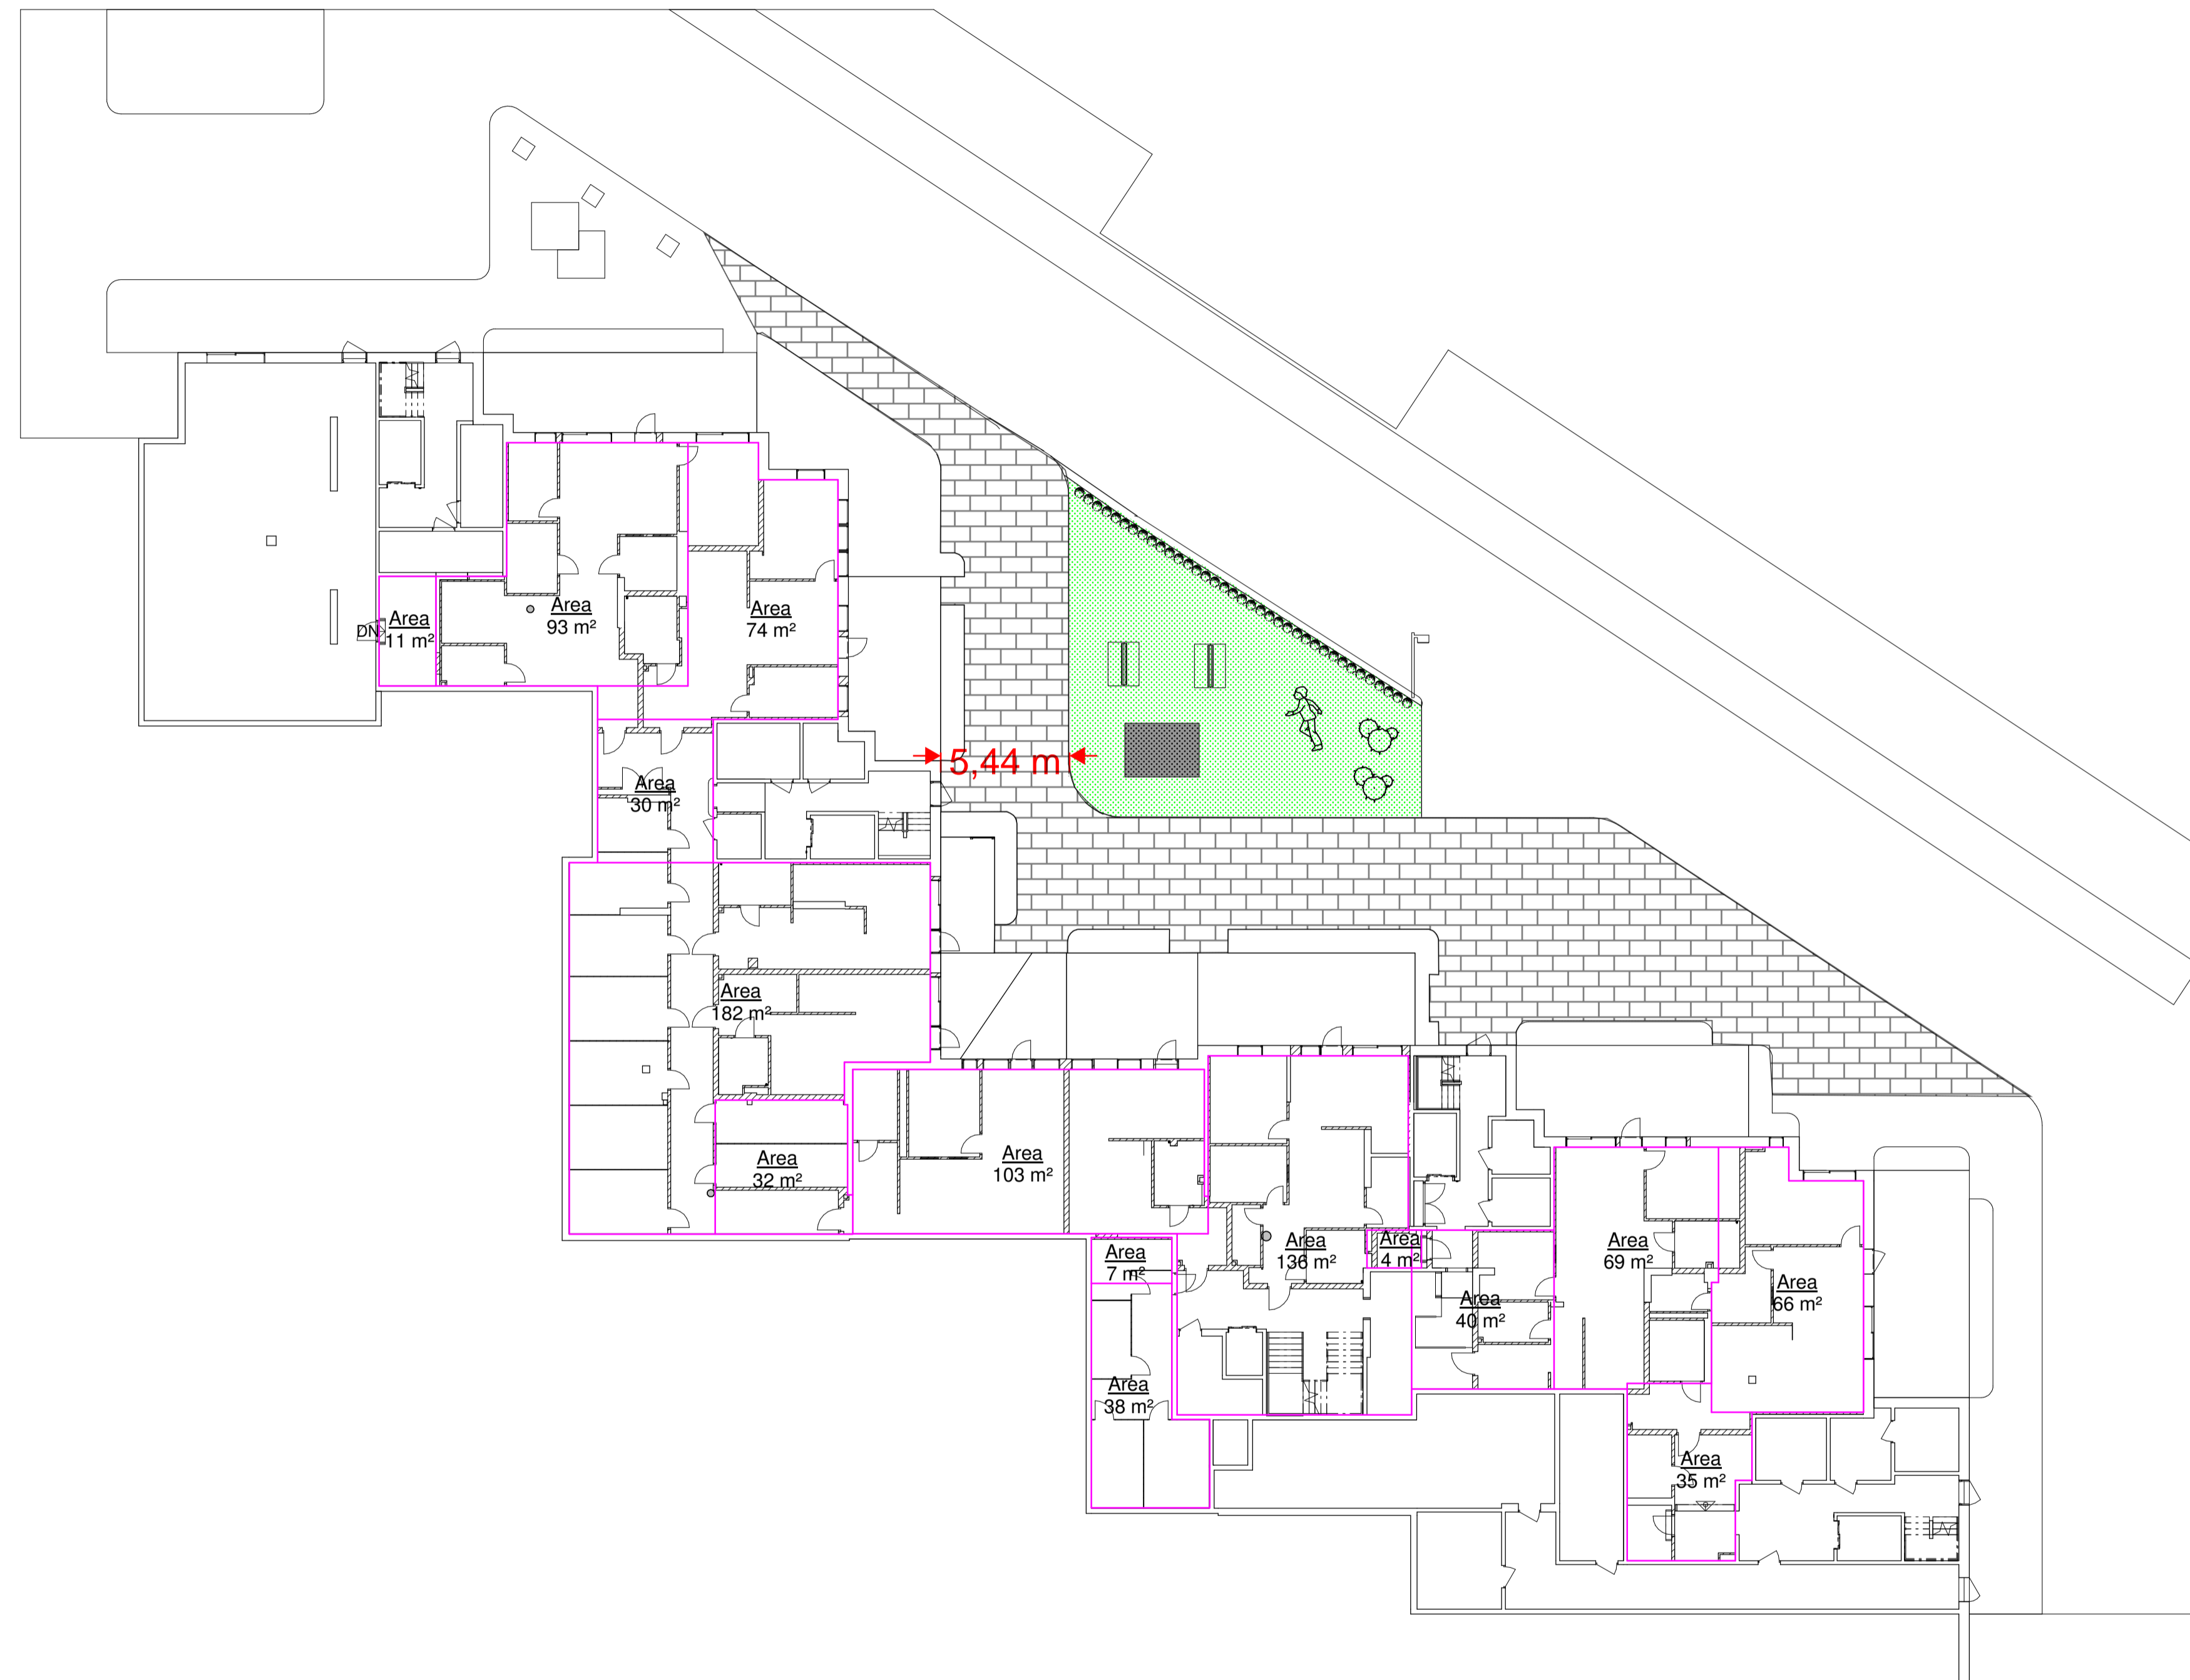 Area
93 m²
Area
74 m²
DN
Area
11 m²
5,44 m
Area
30 m²
Area
182 m²
Area
32 m²
Area
103 m²
Area
7 m²
Area
136 m²
Area
4 m²
Area
69 m²
Area
40 m²
Area
66 m²
Area
38 m²
Area
35 m²